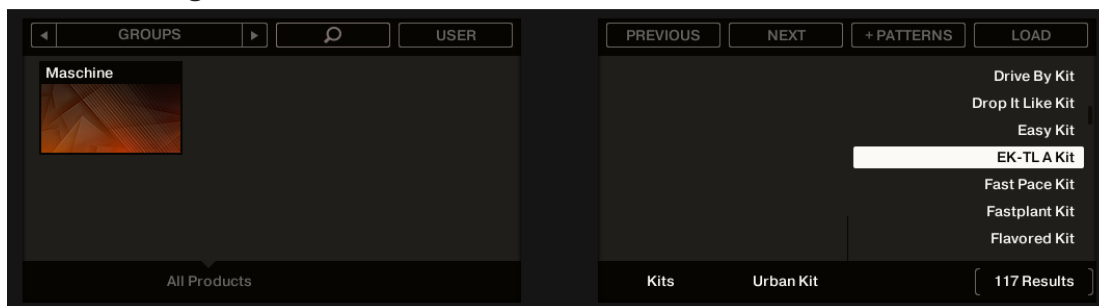 GROUPS
USER
Maschine
All Products
PREVIOUS
NEXT
+ PATTERNS
LOAD
Drive By Kit
Drop It Like Kit
Easy Kit
EK-TL A Kit
Fast Pace Kit
Fastplant Kit
Flavored Kit
Kits
Urban Kit
117 Results